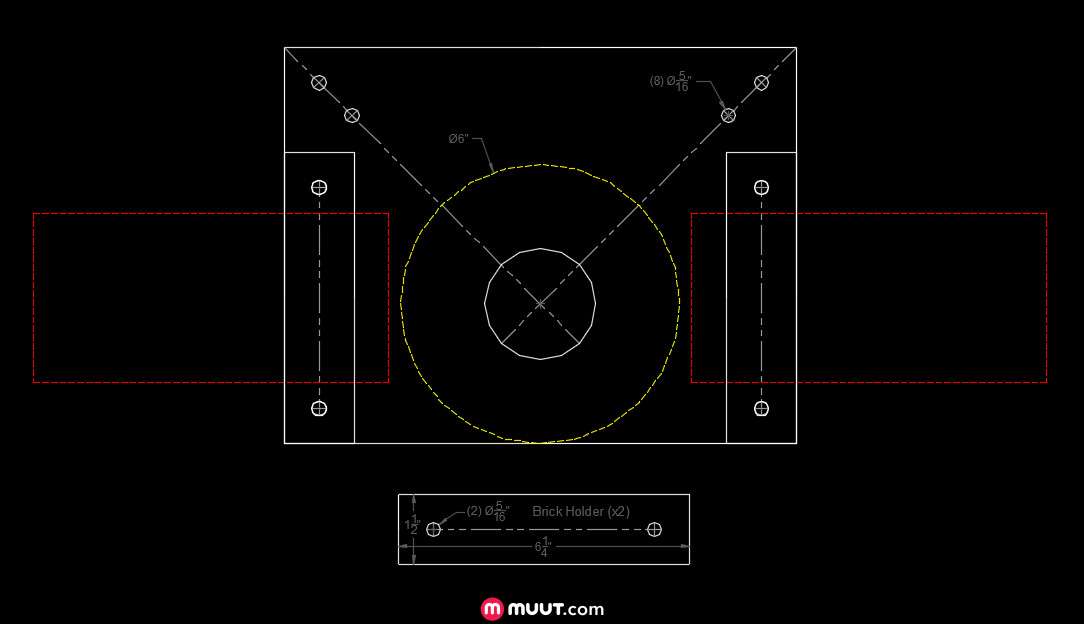 (8) Ø5/16"
Ø6"
(2) Ø5/16"
Brick Holder (x2)
1 1/2"
6 1/4"
muut.com